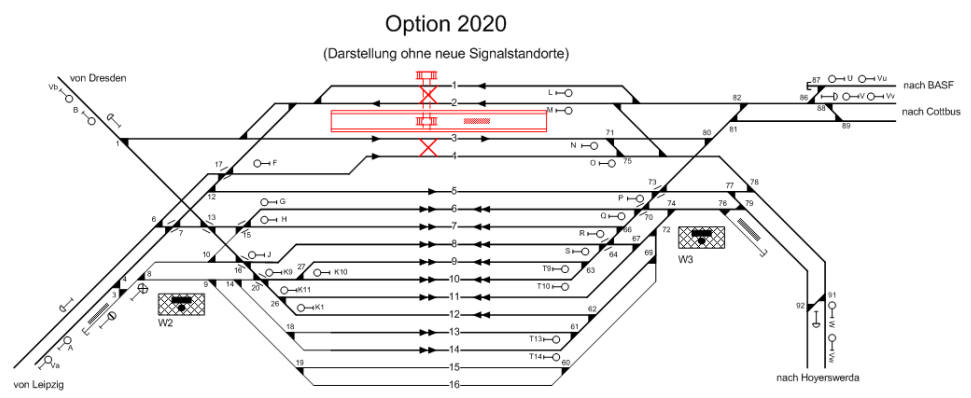 Option 2020
(Darstellung ohne neue Signalstandorte)
von Dresden
Vb
B
1
L
M
87
U
Vu
nach BASF
86
V
Vv
88
nach Cottbus
89
82
81
80
1
2
3
4
71
N
O
75
17
F
12
5
73
P
77
78
6
7
13
15
G
H
6
7
Q
70
74
76
79
R
66
72
10
16
J
8
9
S
64
67
69
W3
4
3
8
9
14
20
K9
27
K10
10
T9
T10
63
K11
26
K1
11
12
62
W2
18
13
14
T13
T14
61
19
15
16
60
92
91
W
Vw
A
Va
von Leipzig
nach Hoyerswerda